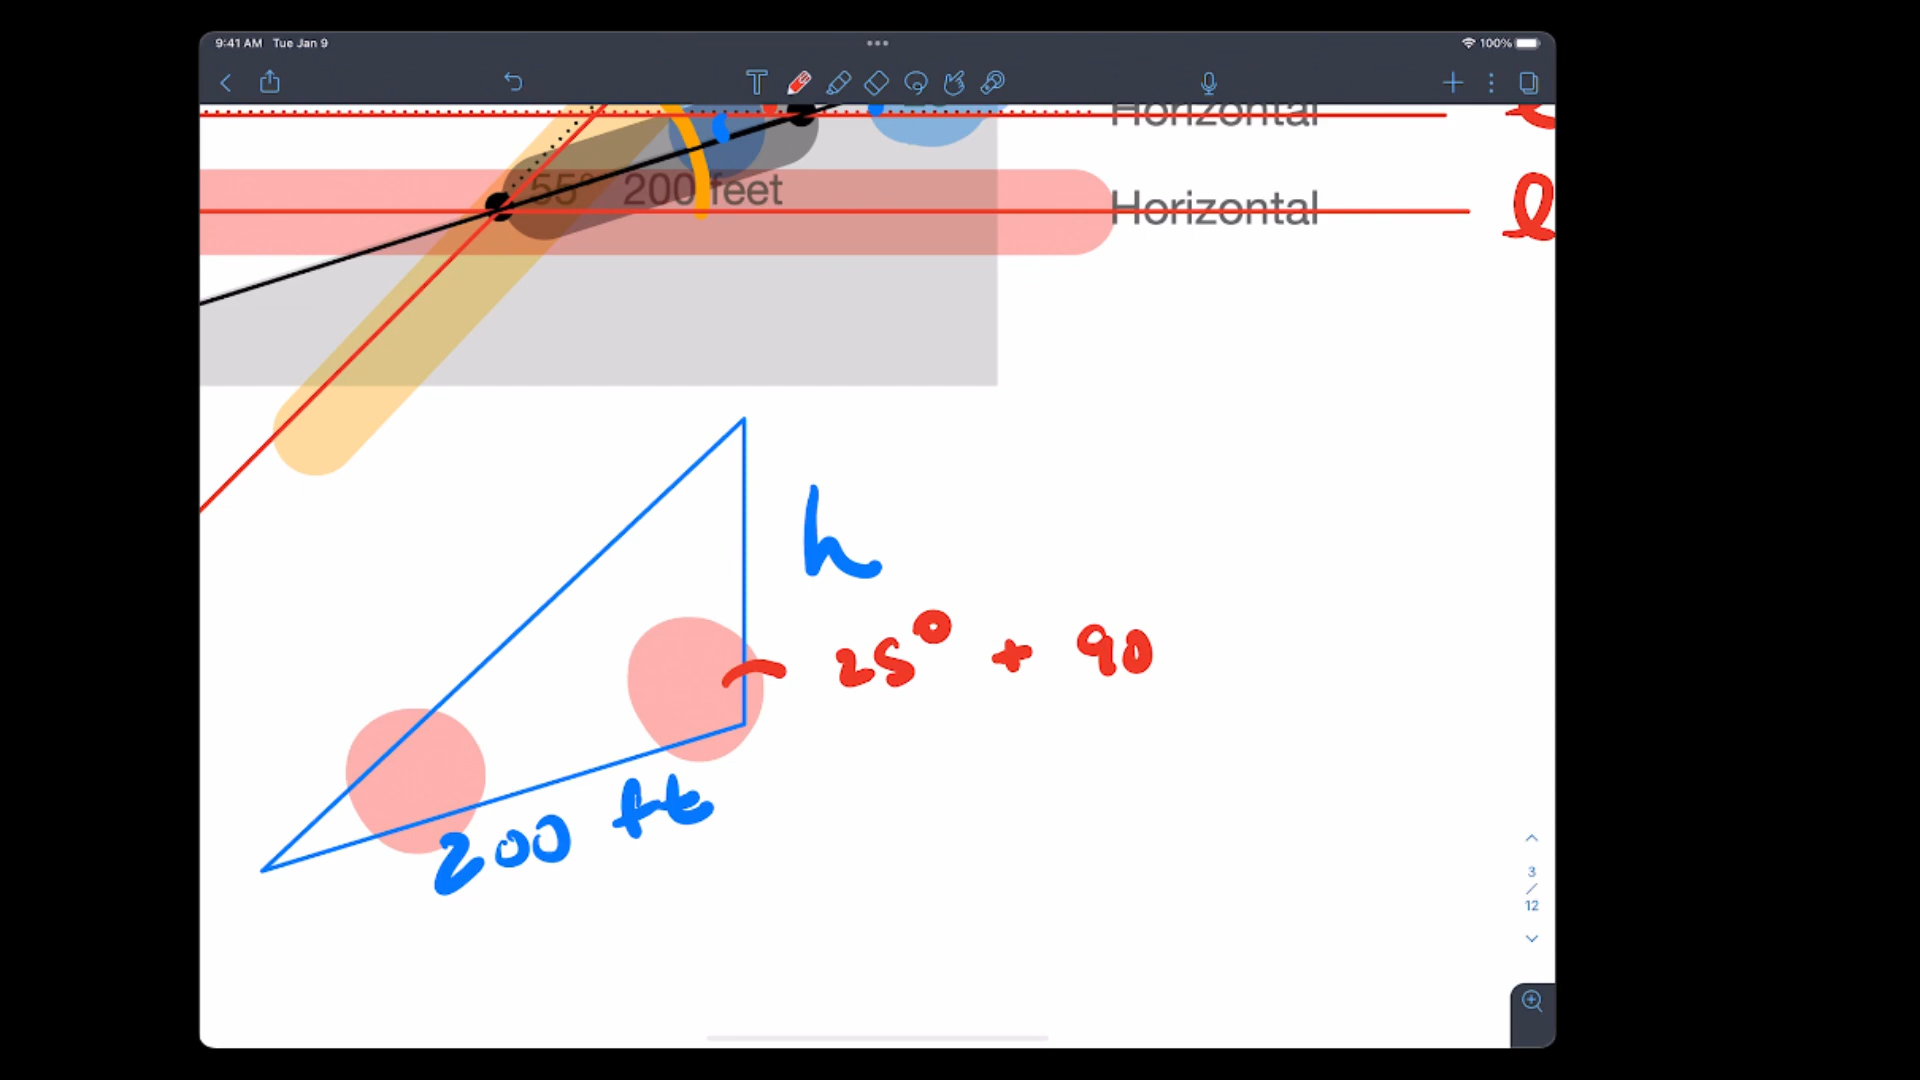 9:41 AM Tue Jan 9
100%
Horizontal
55° 200 feet
Horizontal
l
h
25° + 90
200 ft
3
/
12